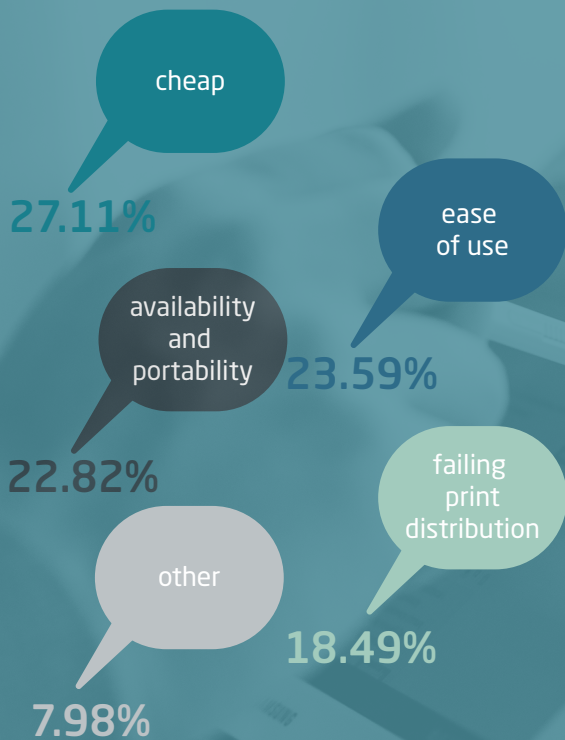 cheap
27.11%
ease
of use
23.59%
availability
and
portability
22.82%
failing
print
distribution
18.49%
other
7.98%